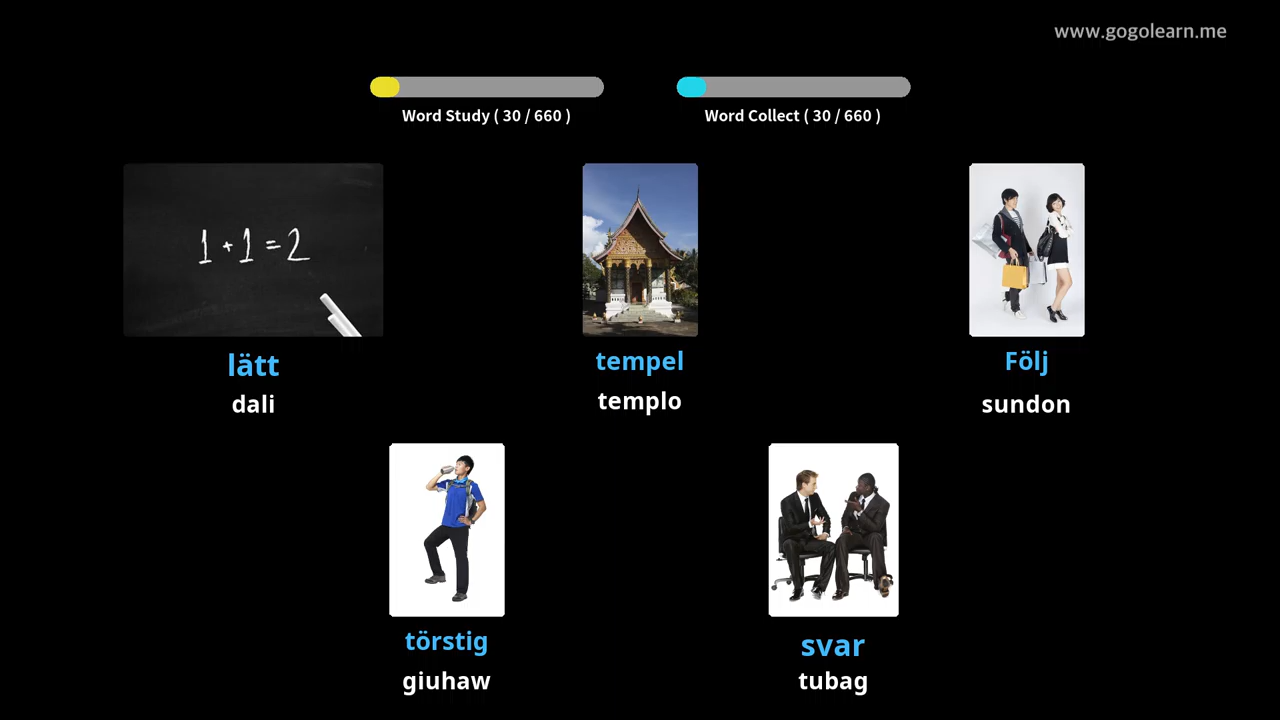 www.gogolearn.me
Word Study ( 30 / 660 )
Word Collect ( 30 / 660 )
1 + 1 = 2
lätt
dali
tempel
templo
Följ
sundon
törstig
giuhaw
svar
tubag